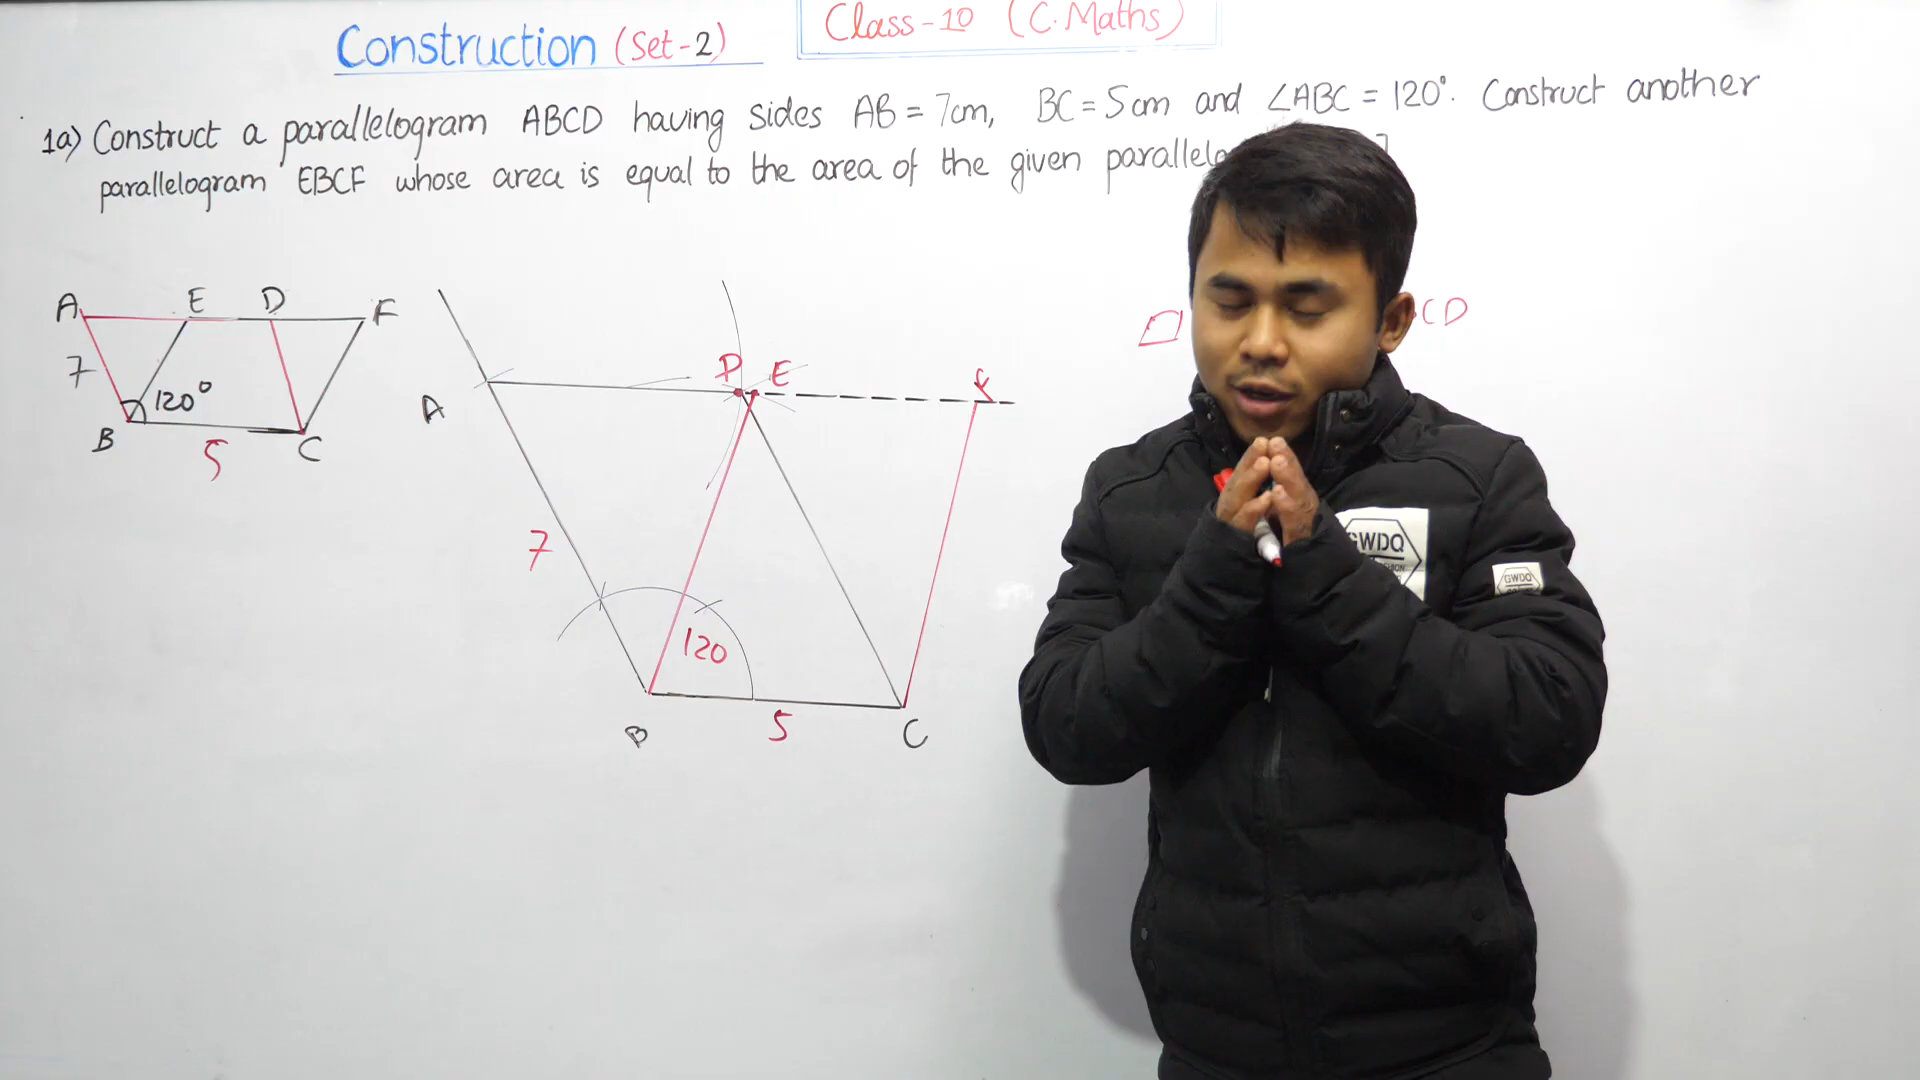 Construction (Set-2)
Class-10 (C.Maths)
1a) Construct a parallelogram ABCD having sides AB = 7cm, BC = 5cm and ∠ABC = 120°. Construct another
parallelogram EBCF whose area is equal to the area of the given
A E D F
7
120°
B
5
C
D E
A
7
120
B
5
C
CD
GWDQ
GWDQ